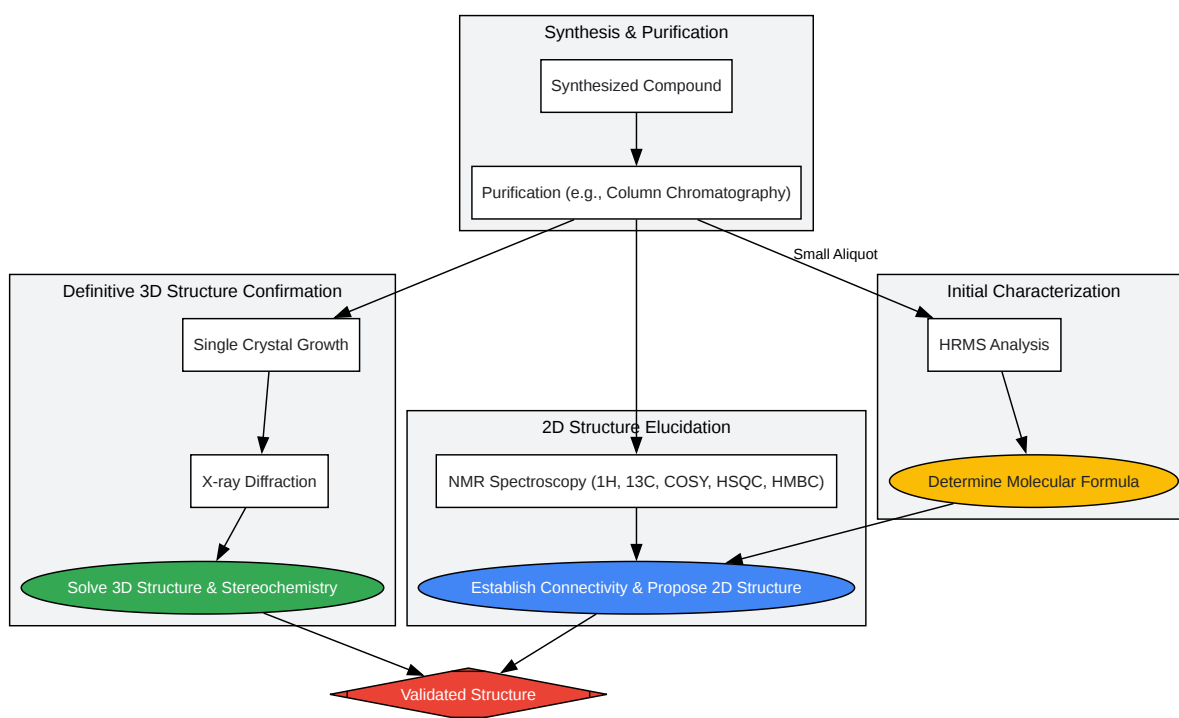 Synthesis & Purification
Synthesized Compound
Purification (e.g., Column Chromatography)
Small Aliquot
Definitive 3D Structure Confirmation
Initial Characterization
Single Crystal Growth
HRMS Analysis
2D Structure Elucidation
X-ray Diffraction
NMR Spectroscopy (1H, 13C, COSY, HSQC, HMBC)
Determine Molecular Formula
Solve 3D Structure & Stereochemistry
Establish Connectivity & Propose 2D Structure
Validated Structure